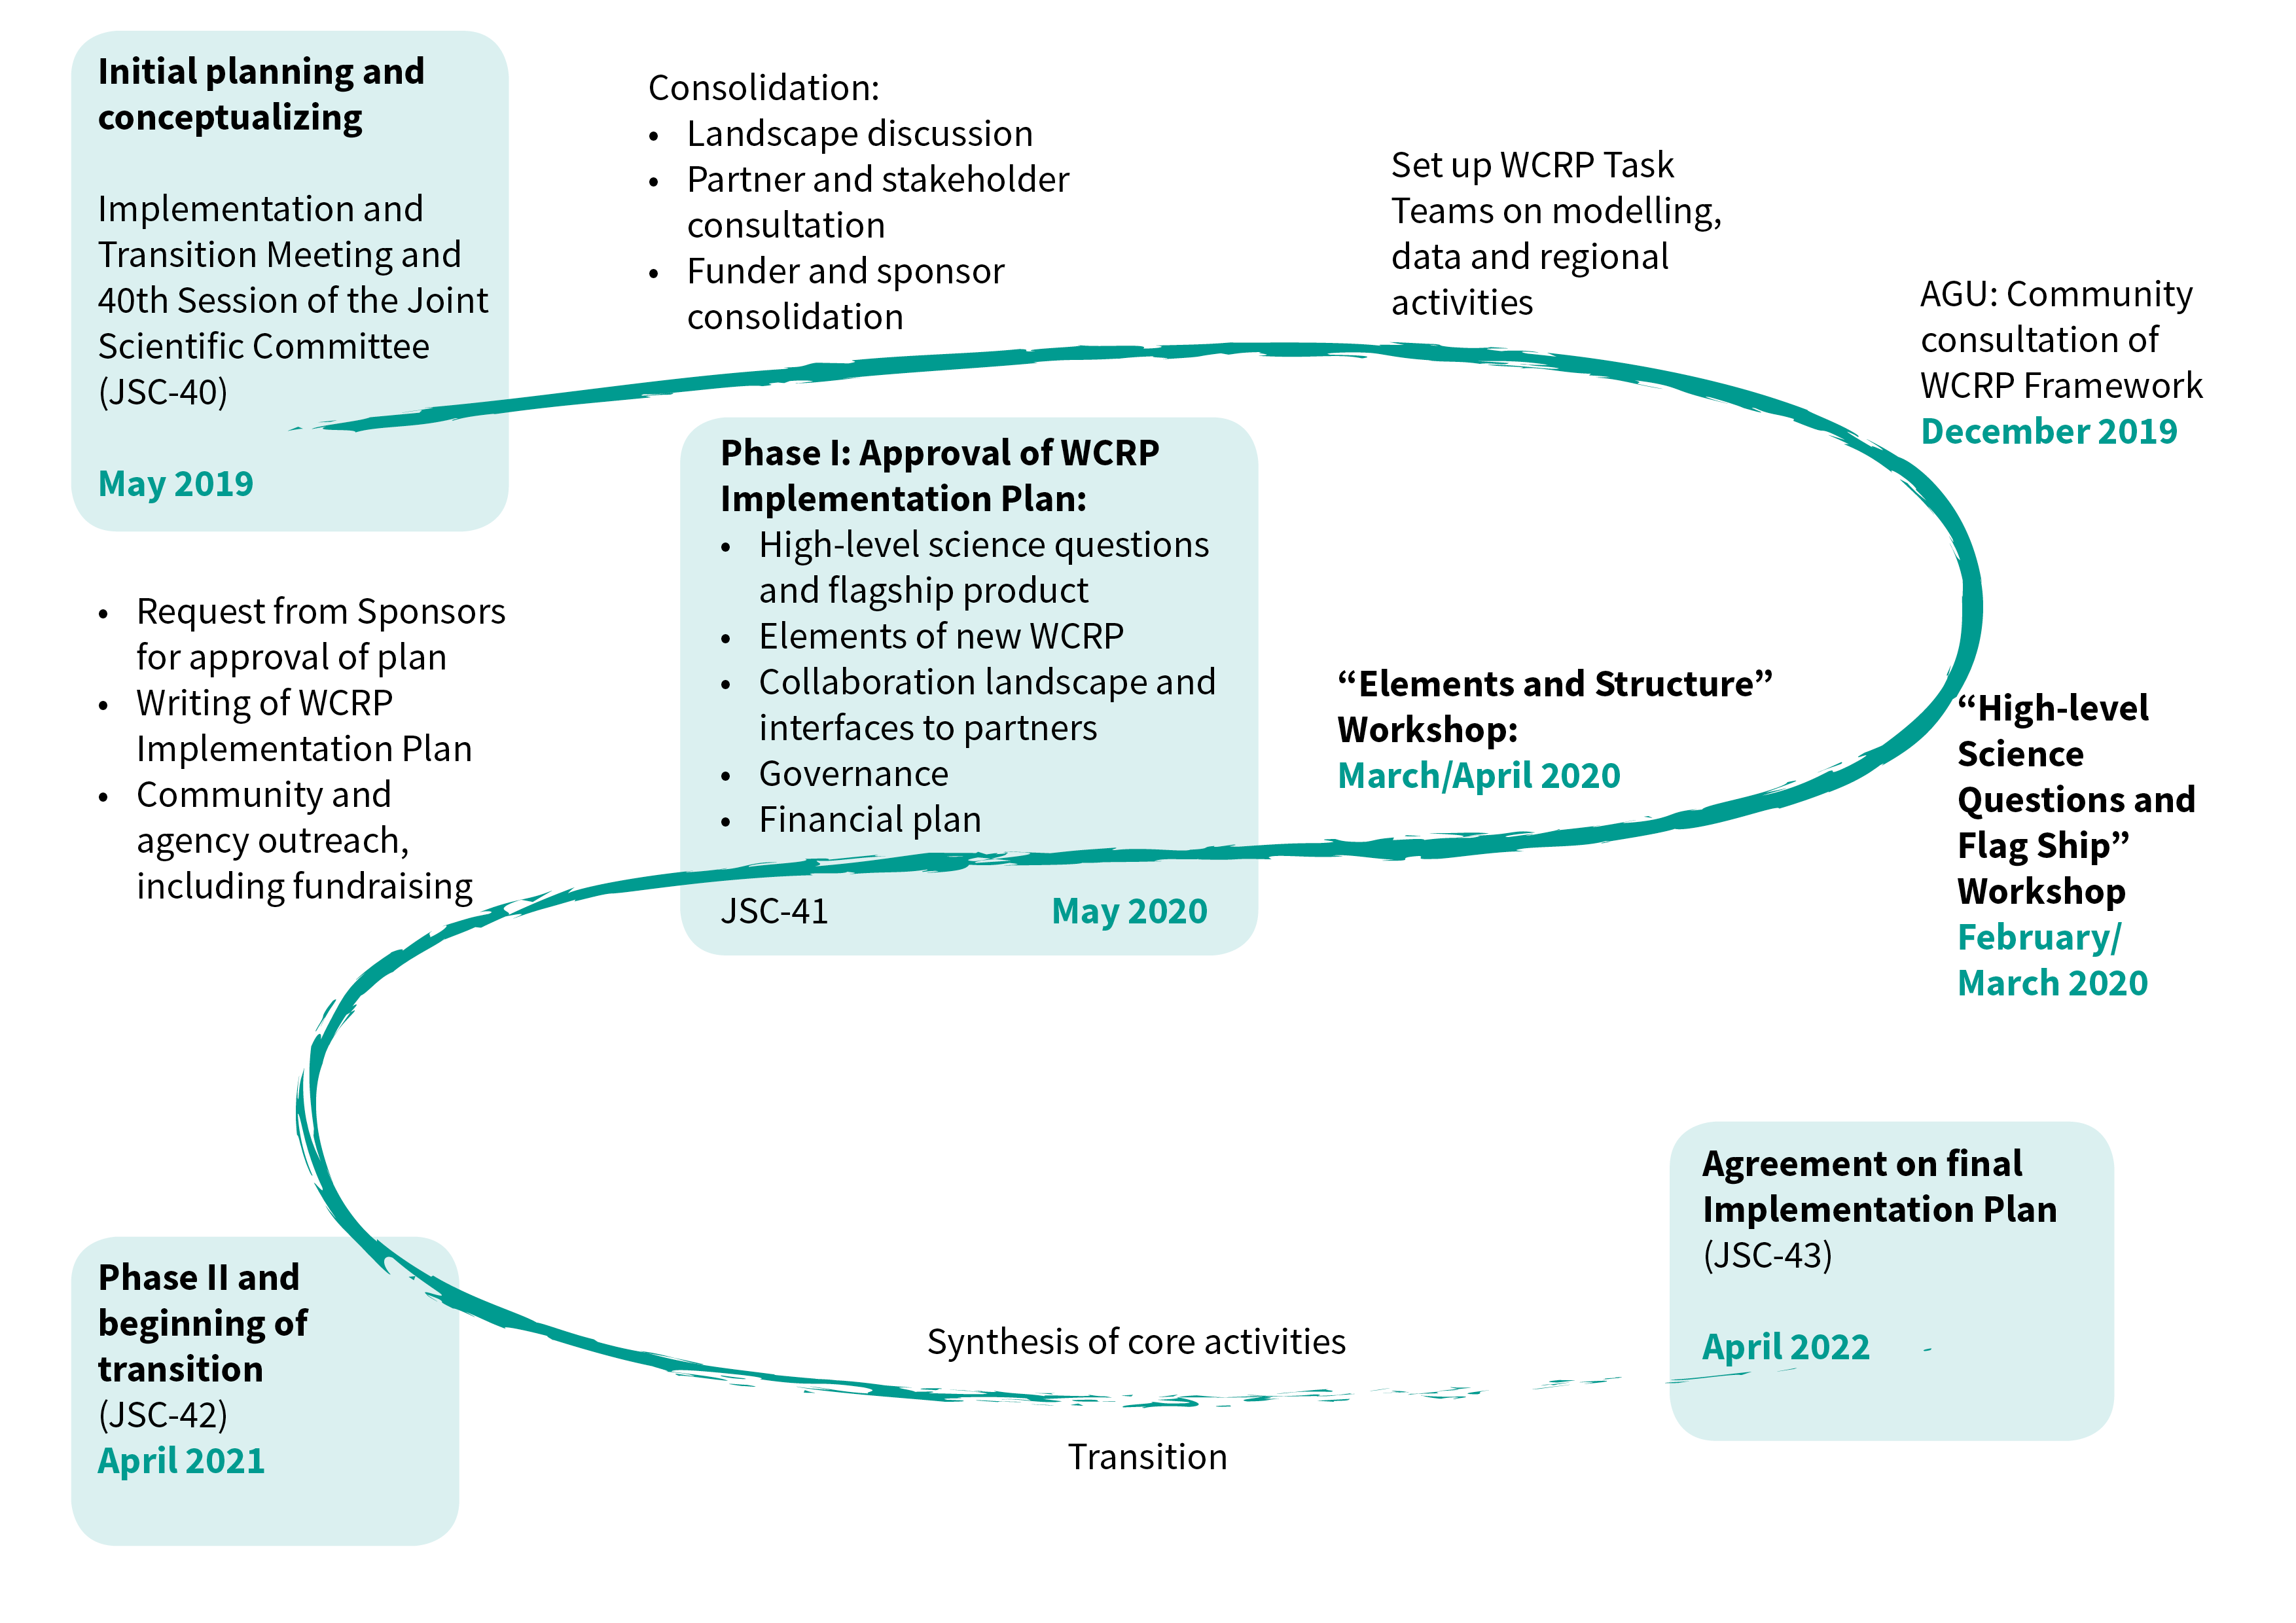 Initial planning and
conceptualizing
Implementation and
Transition Meeting and
40th Session of the Joint
Scientific Committee
(JSC-40)
May 2019
Consolidation:
• Landscape discussion
• Partner and stakeholder
consultation
• Funder and sponsor
consolidation
Set up WCRP Task
Teams on modelling,
data and regional
activities
AGU: Community
consultation of
WCRP Framework
December 2019
“High-level
Science
Questions and
Flag Ship”
Workshop
February/
March 2020
“Elements and Structure”
Workshop:
March/April 2020
Phase I: Approval of WCRP
Implementation Plan:
• High-level science questions
and flagship product
• Elements of new WCRP
• Collaboration landscape and
interfaces to partners
• Governance
• Financial plan
JSC-41 May 2020
• Request from Sponsors
for approval of plan
• Writing of WCRP
Implementation Plan
• Community and
agency outreach,
including fundraising
Phase II and
beginning of
transition
(JSC-42)
April 2021
Synthesis of core activities
Transition
Agreement on final
Implementation Plan
(JSC-43)
April 2022